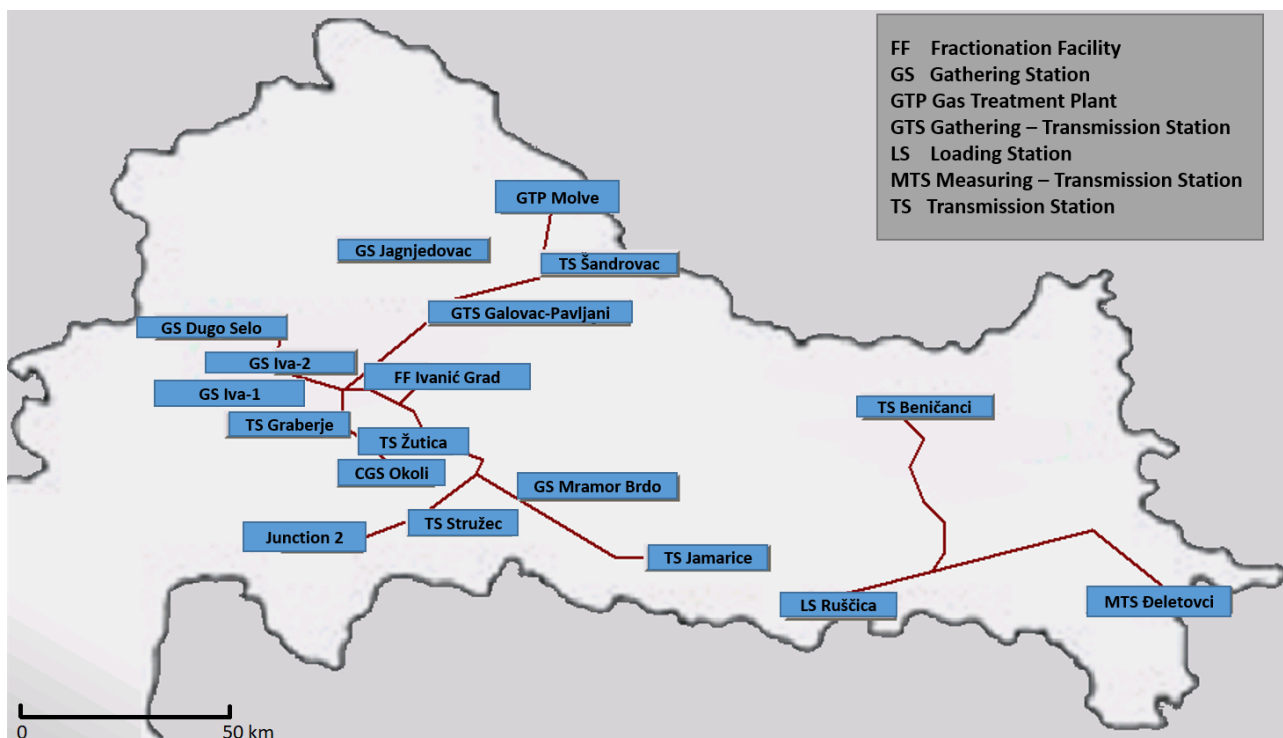 FF Fractionation Facility
GS Gathering Station
GTP Gas Treatment Plant
GTS Gathering – Transmission Station
LS Loading Station
MTS Measuring – Transmission Station
TS Transmission Station
GTP Molve
GS Jagnjedovac
TS Šandrovac
GTS Galovac-Pavljani
GS Dugo Selo
GS Iva-2
FF Ivanić Grad
GS Iva-1
TS Beničanci
TS Graberje
TS Žutica
CGS Okoli
GS Mramor Brdo
TS Stružec
Junction 2
TS Jamarice
LS Ruščica
MTS Đeletovci
0 50 km